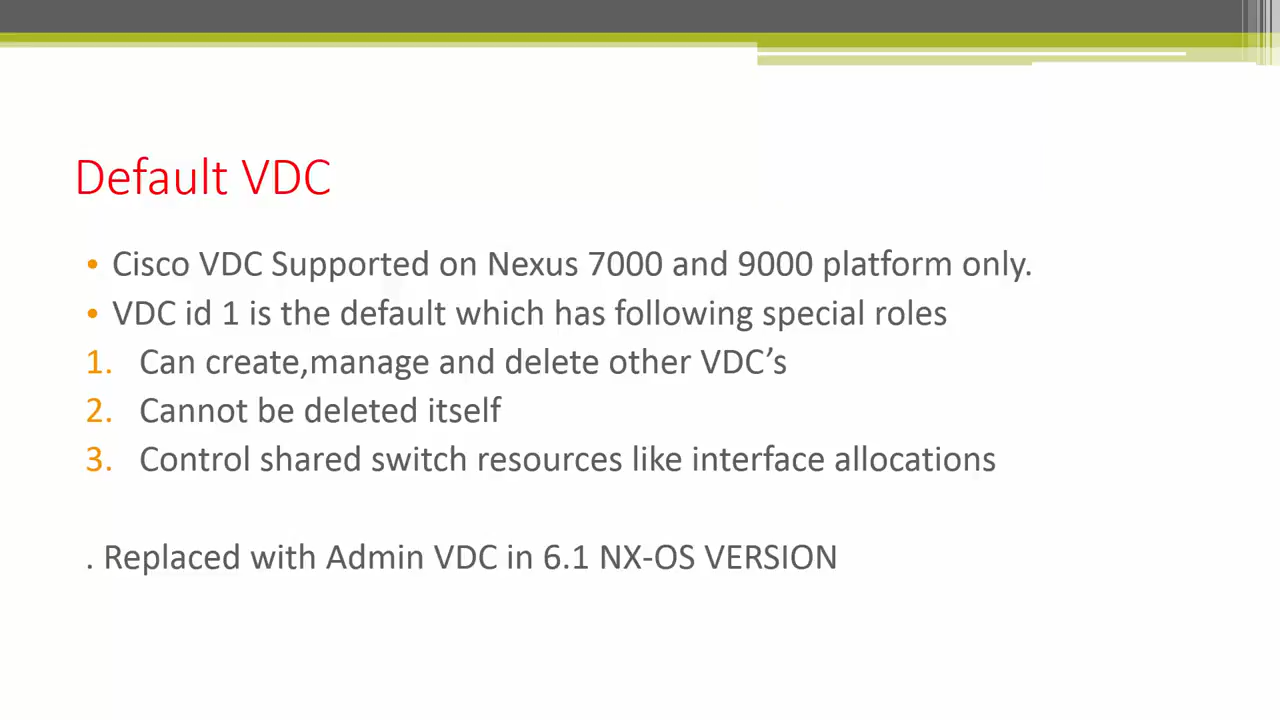 Default VDC
• Cisco VDC Supported on Nexus 7000 and 9000 platform only.
• VDC id 1 is the default which has following special roles
1. Can create,manage and delete other VDC’s
2. Cannot be deleted itself
3. Control shared switch resources like interface allocations
. Replaced with Admin VDC in 6.1 NX-OS VERSION